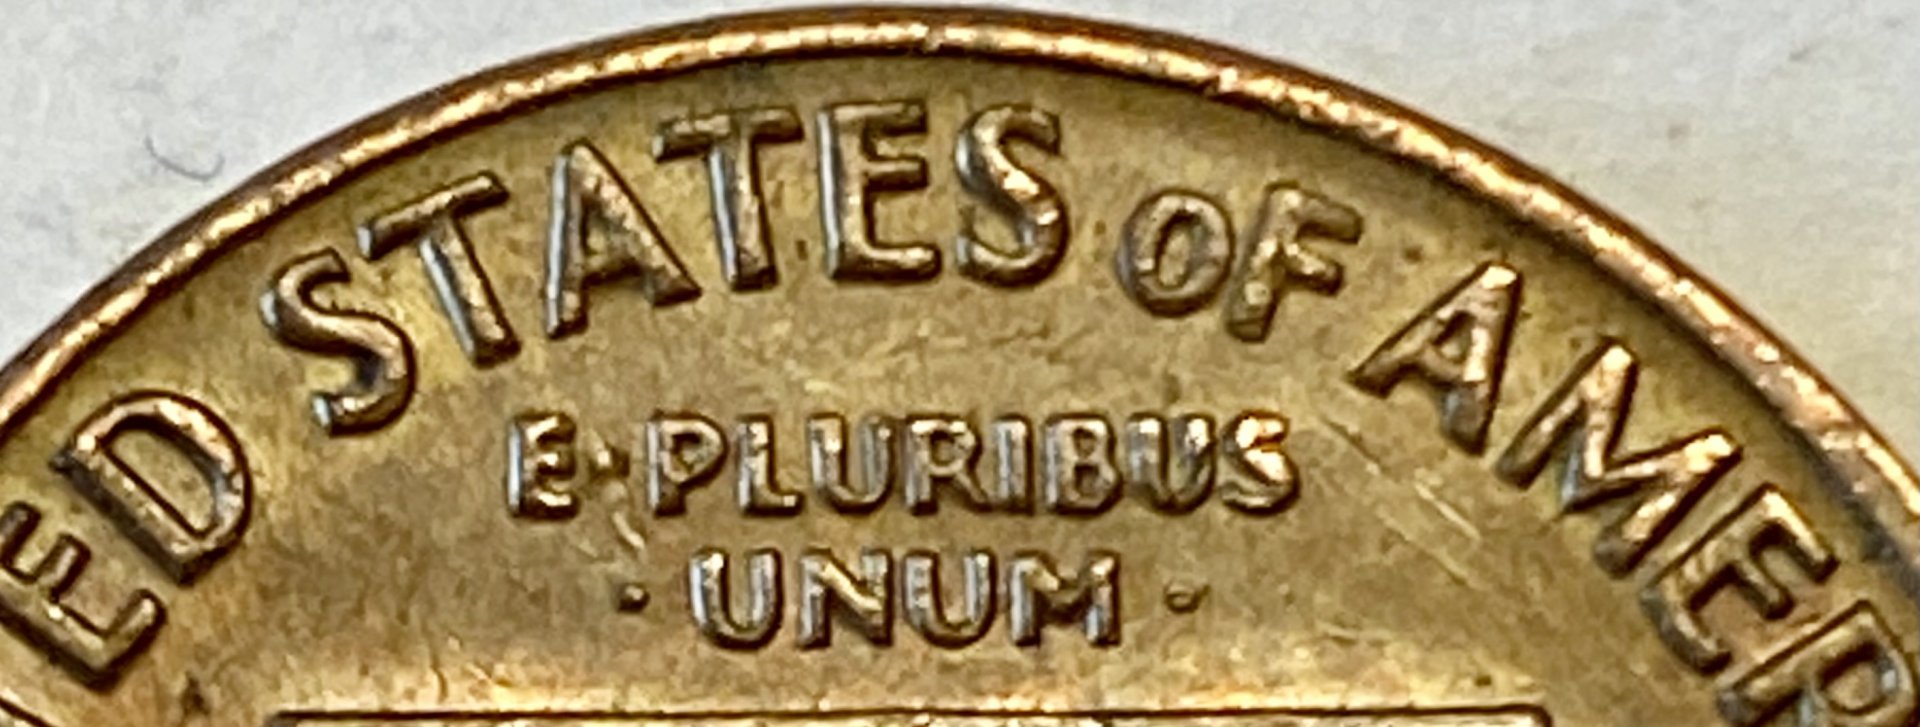 ED STATES OF AMER
E·PLURIBUS
·UNUM·